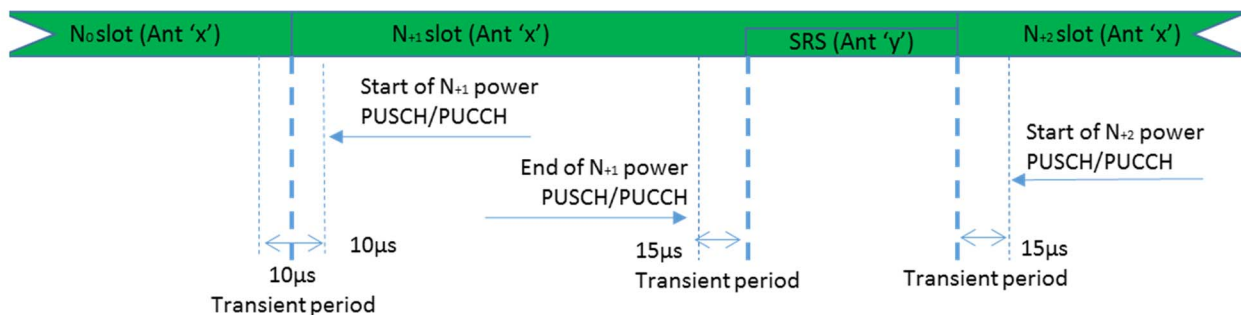 N0 slot (Ant ‘x’)
N+1 slot (Ant ‘x’)
SRS (Ant ‘y’)
N+2 slot (Ant ‘x’)
Start of N+1 power
PUSCH/PUCCH
End of N+1 power
PUSCH/PUCCH
Start of N+2 power
PUSCH/PUCCH
10µs
10µs
Transient period
15µs
Transient period
15µs
Transient period